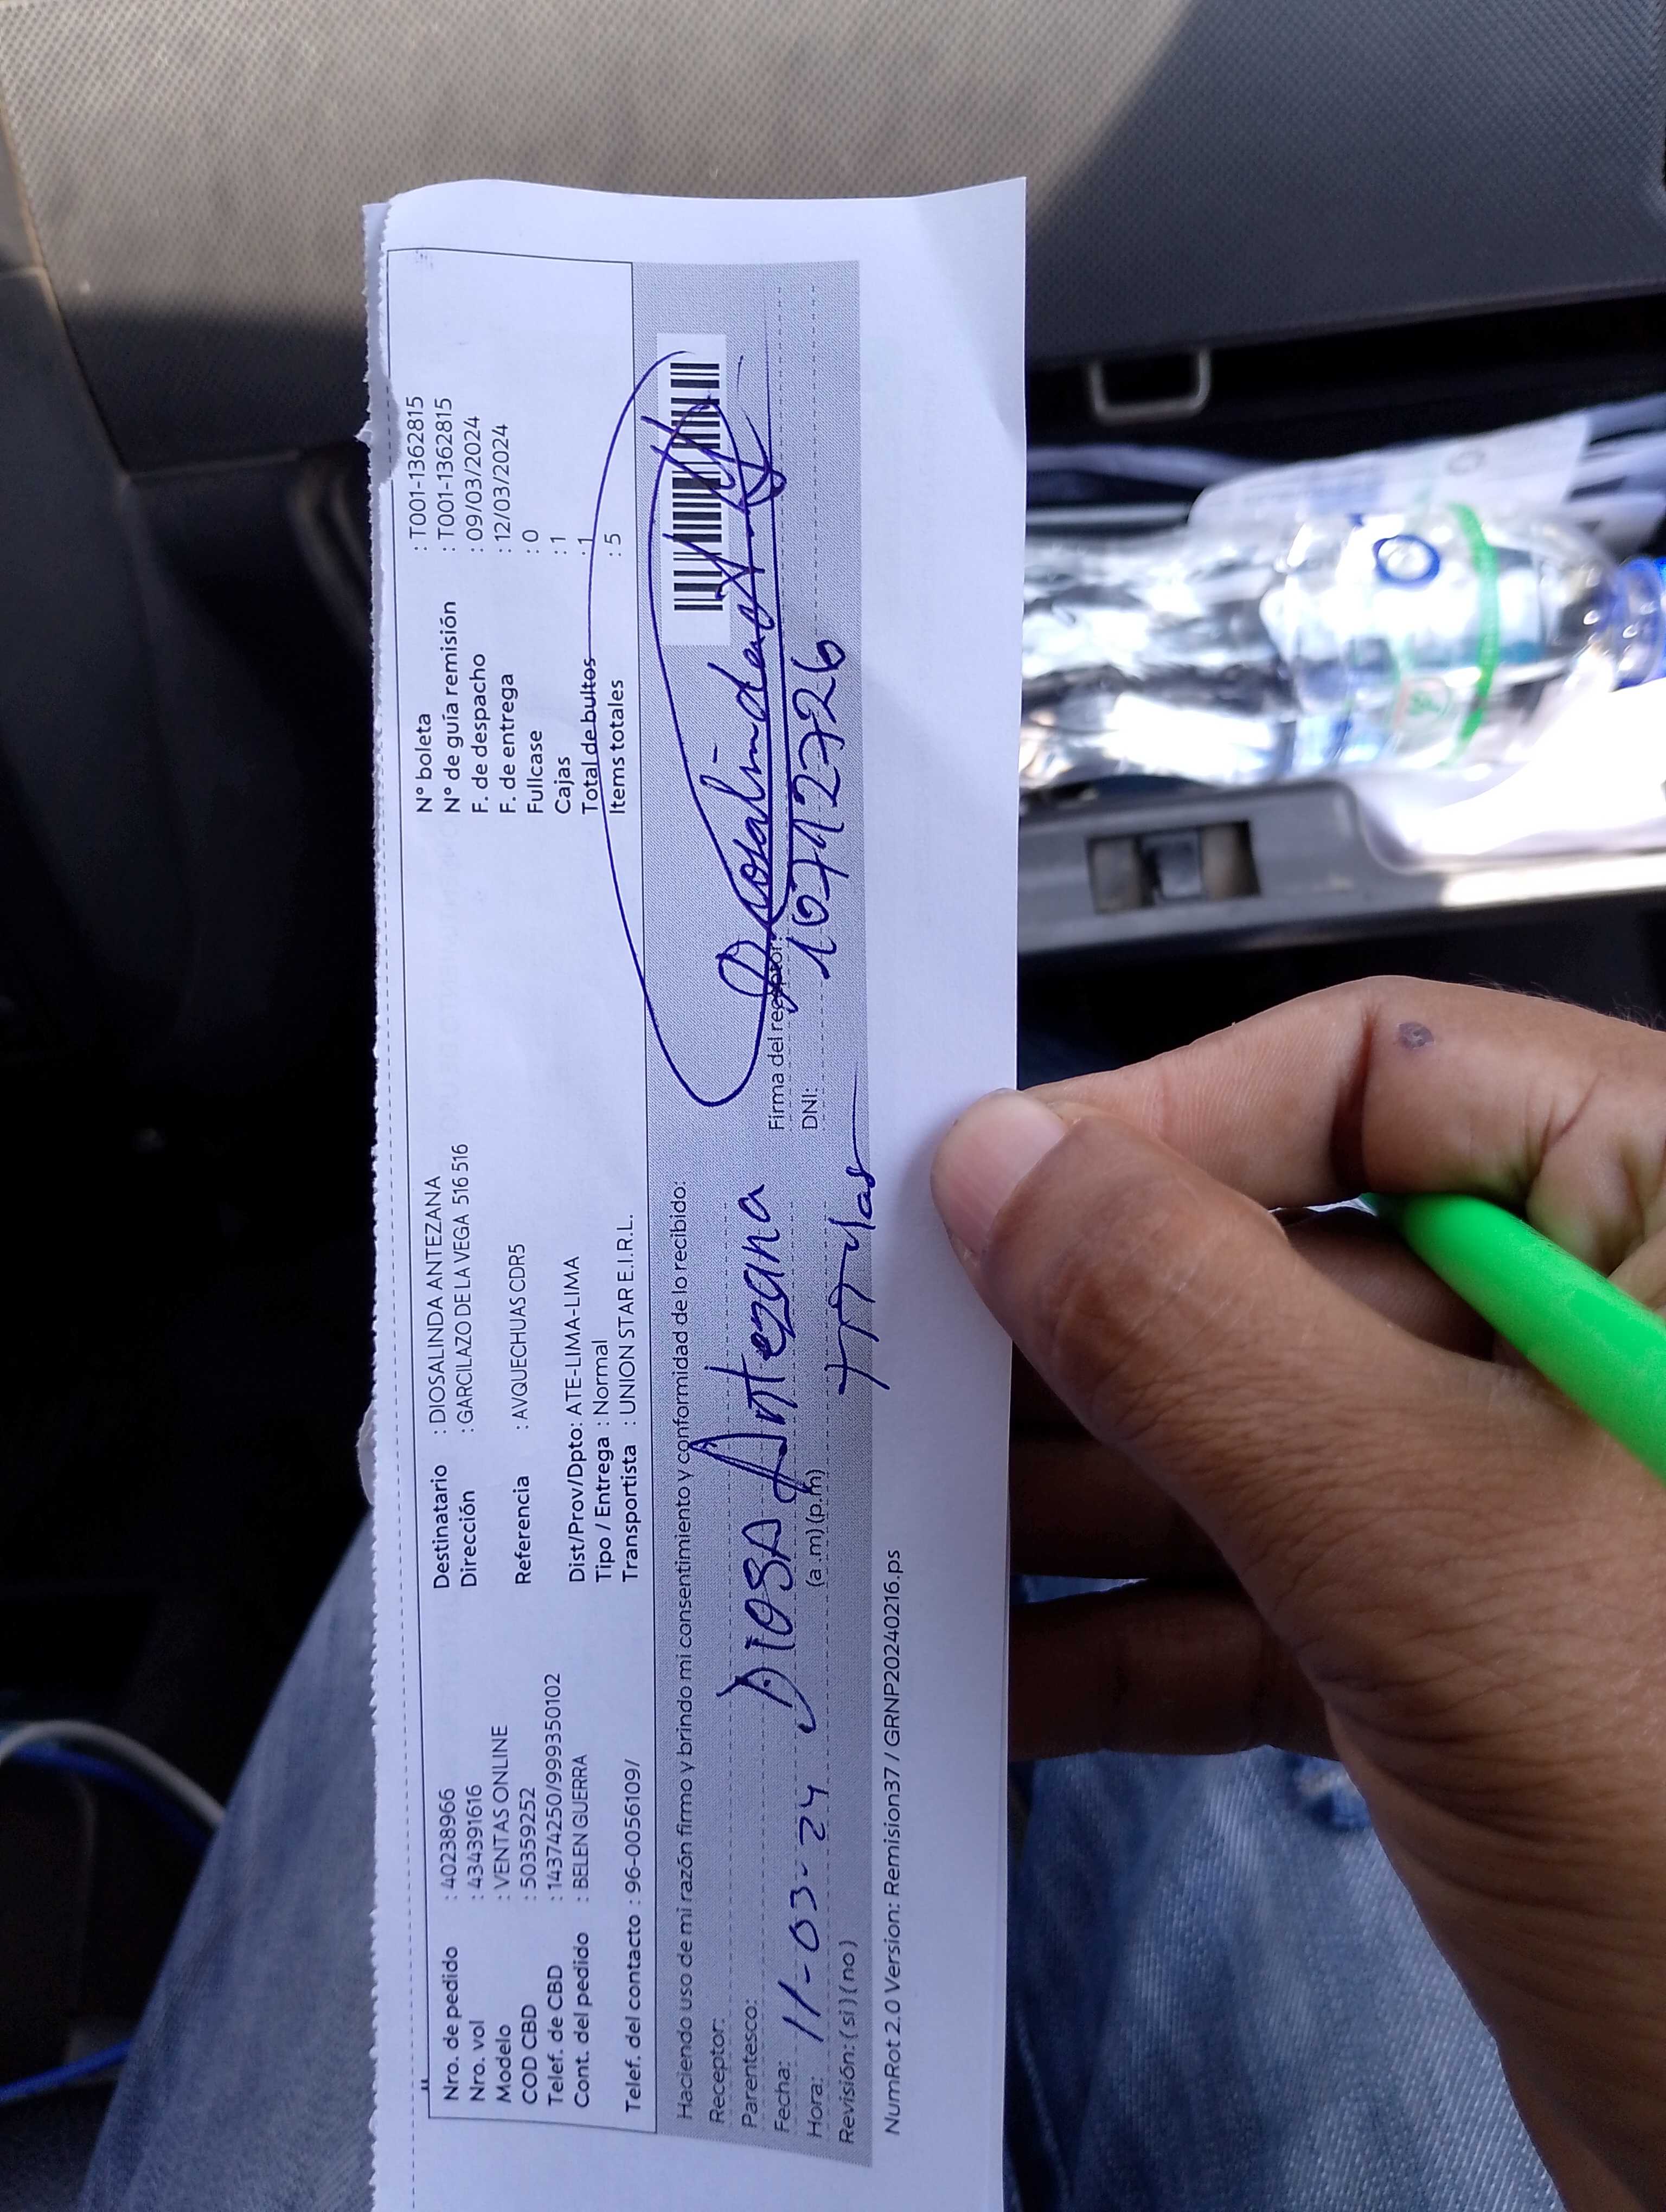 Nro. de pedido : 40238966
Nro. vol : 434391616
Modelo : VENTAS ONLINE
COD CBD : 50359252
Telef. de CBD : 14374250/999350102
Cont. del pedido : BELEN GUERRA
Telef. del contacto : 96-0056109/
Destinatario : DIOSALINDA ANTEZANA
Dirección : GARCILAZO DE LA VEGA 516 516
Referencia : AVQUECHUAS CDR5
Dist/Prov/Dpto: ATE-LIMA-LIMA
Tipo / Entrega : Normal
Transportista : UNION STAR E.I.R.L.
N° boleta : T001-1362815
N° de guía remisión : T001-1362815
F. de despacho : 09/03/2024
F. de entrega : 12/03/2024
Fullcase : 0
Cajas : 1
Total de bultos : 1
Items totales : 5
Haciendo uso de mi razón firmo y brindo mi consentimiento y conformidad de lo recibido:
Receptor:
Parentesco: Diosa Antezana
Fecha: 11-03-24
Hora: (a.m) (p.m)
Revisión: ( si ) ( no )
Diosalinda
Firma del receptor:
DNI: 10712726
NumRot 2.0 Version: Remision37 / GRNP20240216.ps